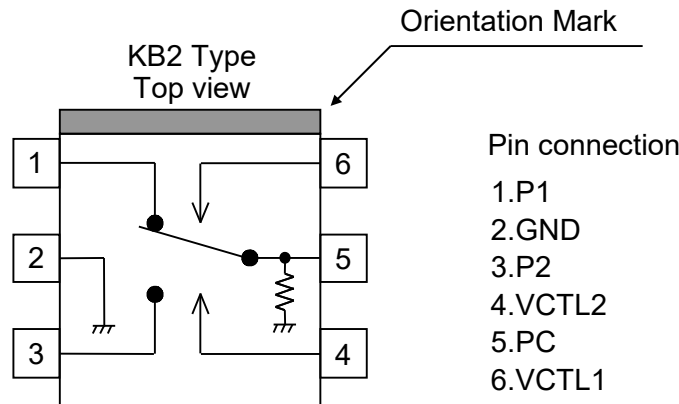 Orientation Mark
KB2 Type
Top view
1
6
2
5
3
4
Pin connection
1.P1
2.GND
3.P2
4.VCTL2
5.PC
6.VCTL1